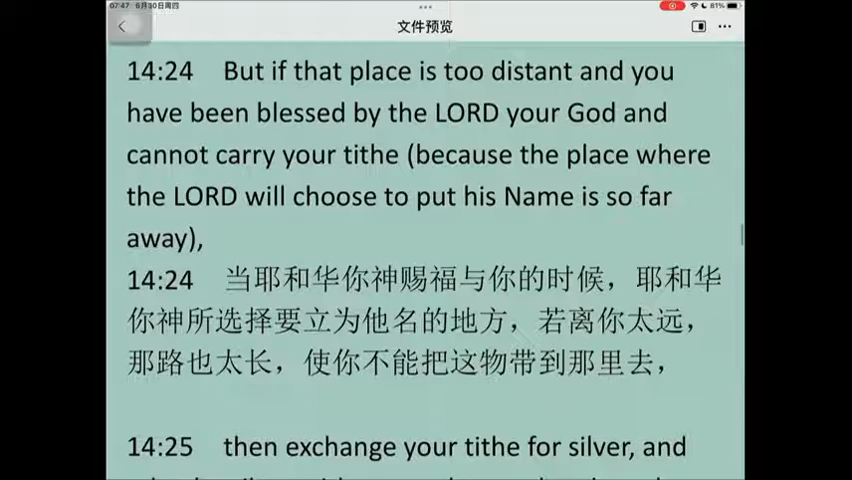 07:47 6月30日周四
81%
文件预览
14:24 But if that place is too distant and you
have been blessed by the LORD your God and
cannot carry your tithe (because the place where
the LORD will choose to put his Name is so far
away),
14:24 当耶和华你神赐福与你的时候，耶和华
你神所选择要立为他名的地方，若离你太远，
那路也太长，使你不能把这物带到那里去，
14:25 then exchange your tithe for silver, and